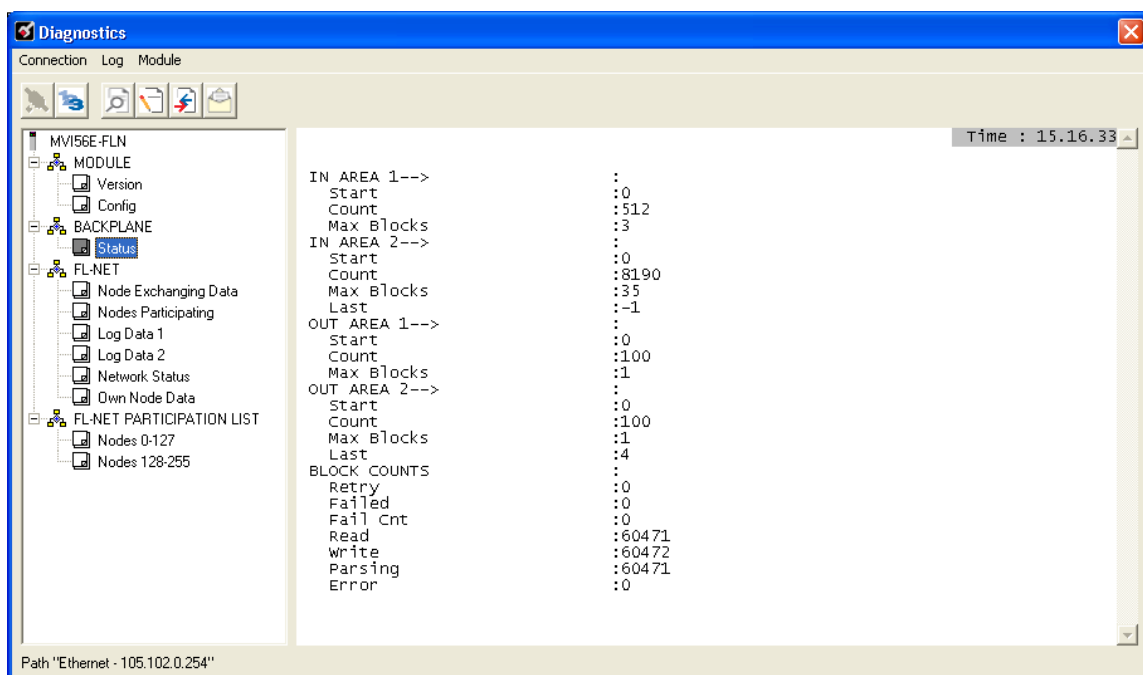 Diagnostics
Connection Log Module
MVI56E-FLN
MODULE
Version
Config
BACKPLANE
Status
FL-NET
Node Exchanging Data
Nodes Participating
Log Data 1
Log Data 2
Network Status
Own Node Data
FL-NET PARTICIPATION LIST
Nodes 0-127
Nodes 128-255
Time : 15.16.33
IN AREA 1--> :
Start :0
Count :512
Max Blocks :3
IN AREA 2--> :
Start :0
Count :8190
Max Blocks :35
Last :-1
OUT AREA 1--> :
Start :0
Count :100
Max Blocks :1
OUT AREA 2--> :
Start :0
Count :100
Max Blocks :1
Last :4
BLOCK COUNTS :
Retry :0
Failed :0
Fail Cnt :0
Read :60471
Write :60472
Parsing :60471
Error :0
Path "Ethernet - 105.102.0.254"